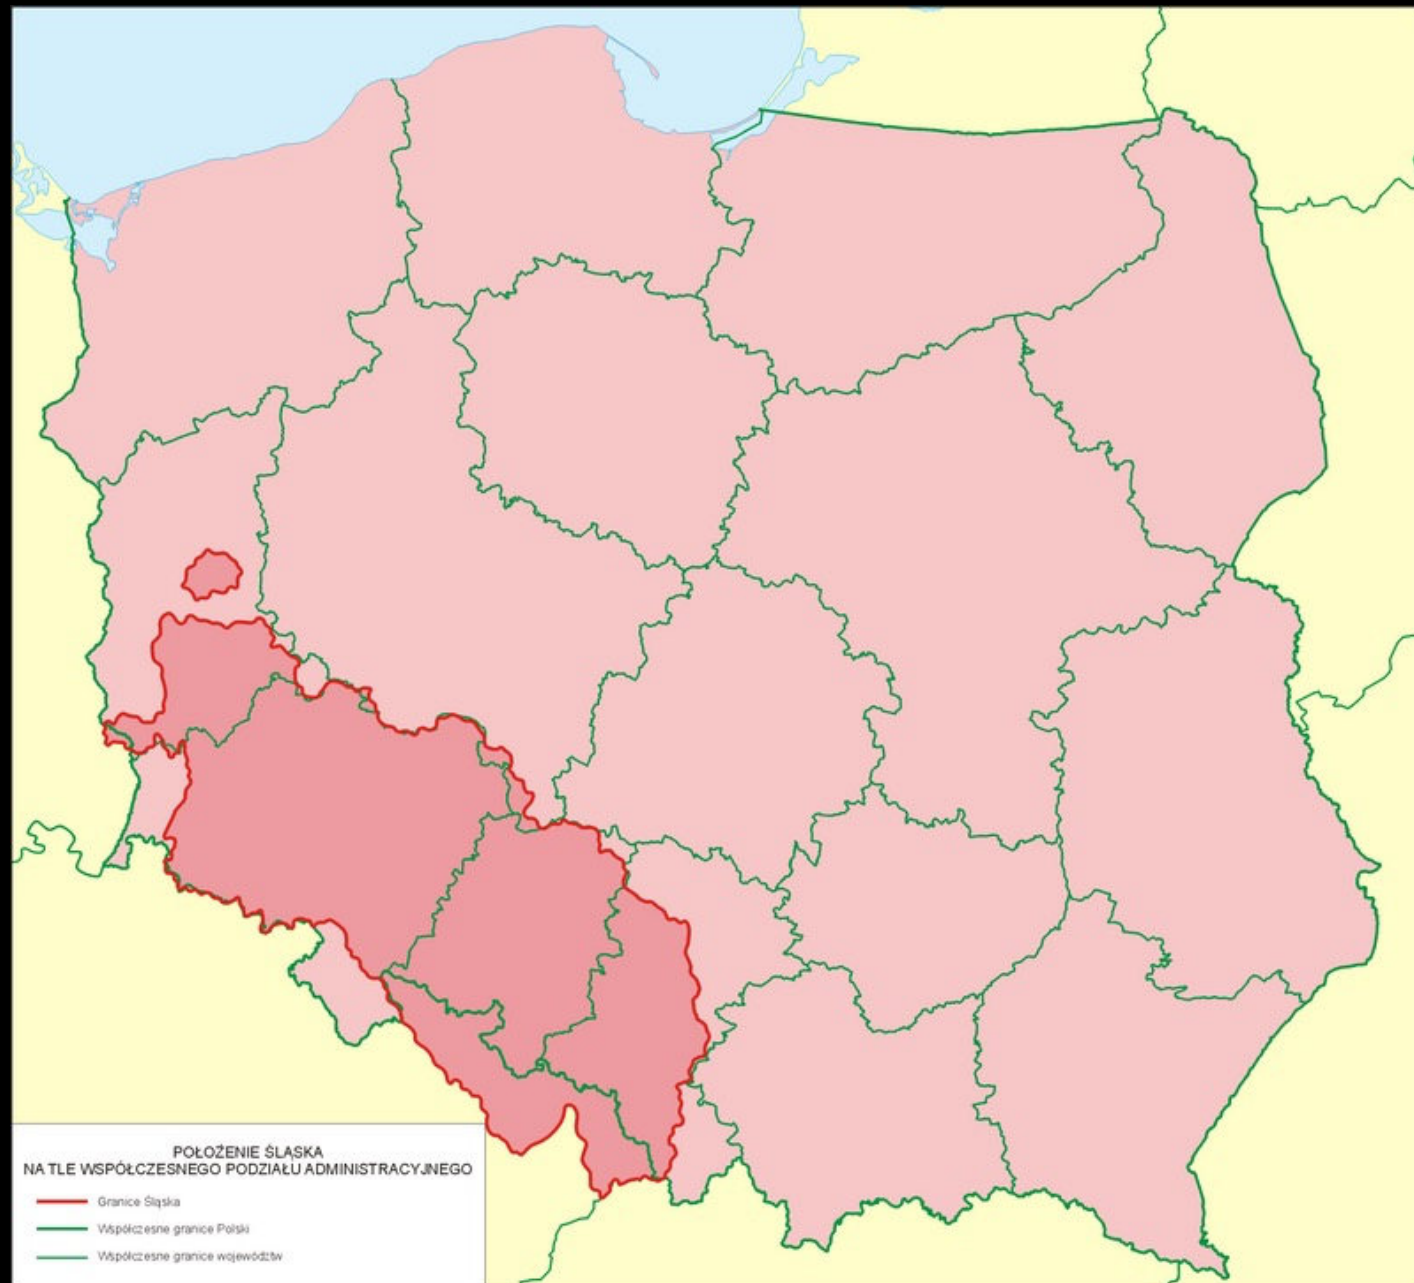 POŁOŻENIE ŚLĄSKA
NA TLE WSPÓŁCZESNEGO PODZIAŁU ADMINISTRACYJNEGO
Granice Śląska
Współczesne granice Polski
Współczesne granice województw